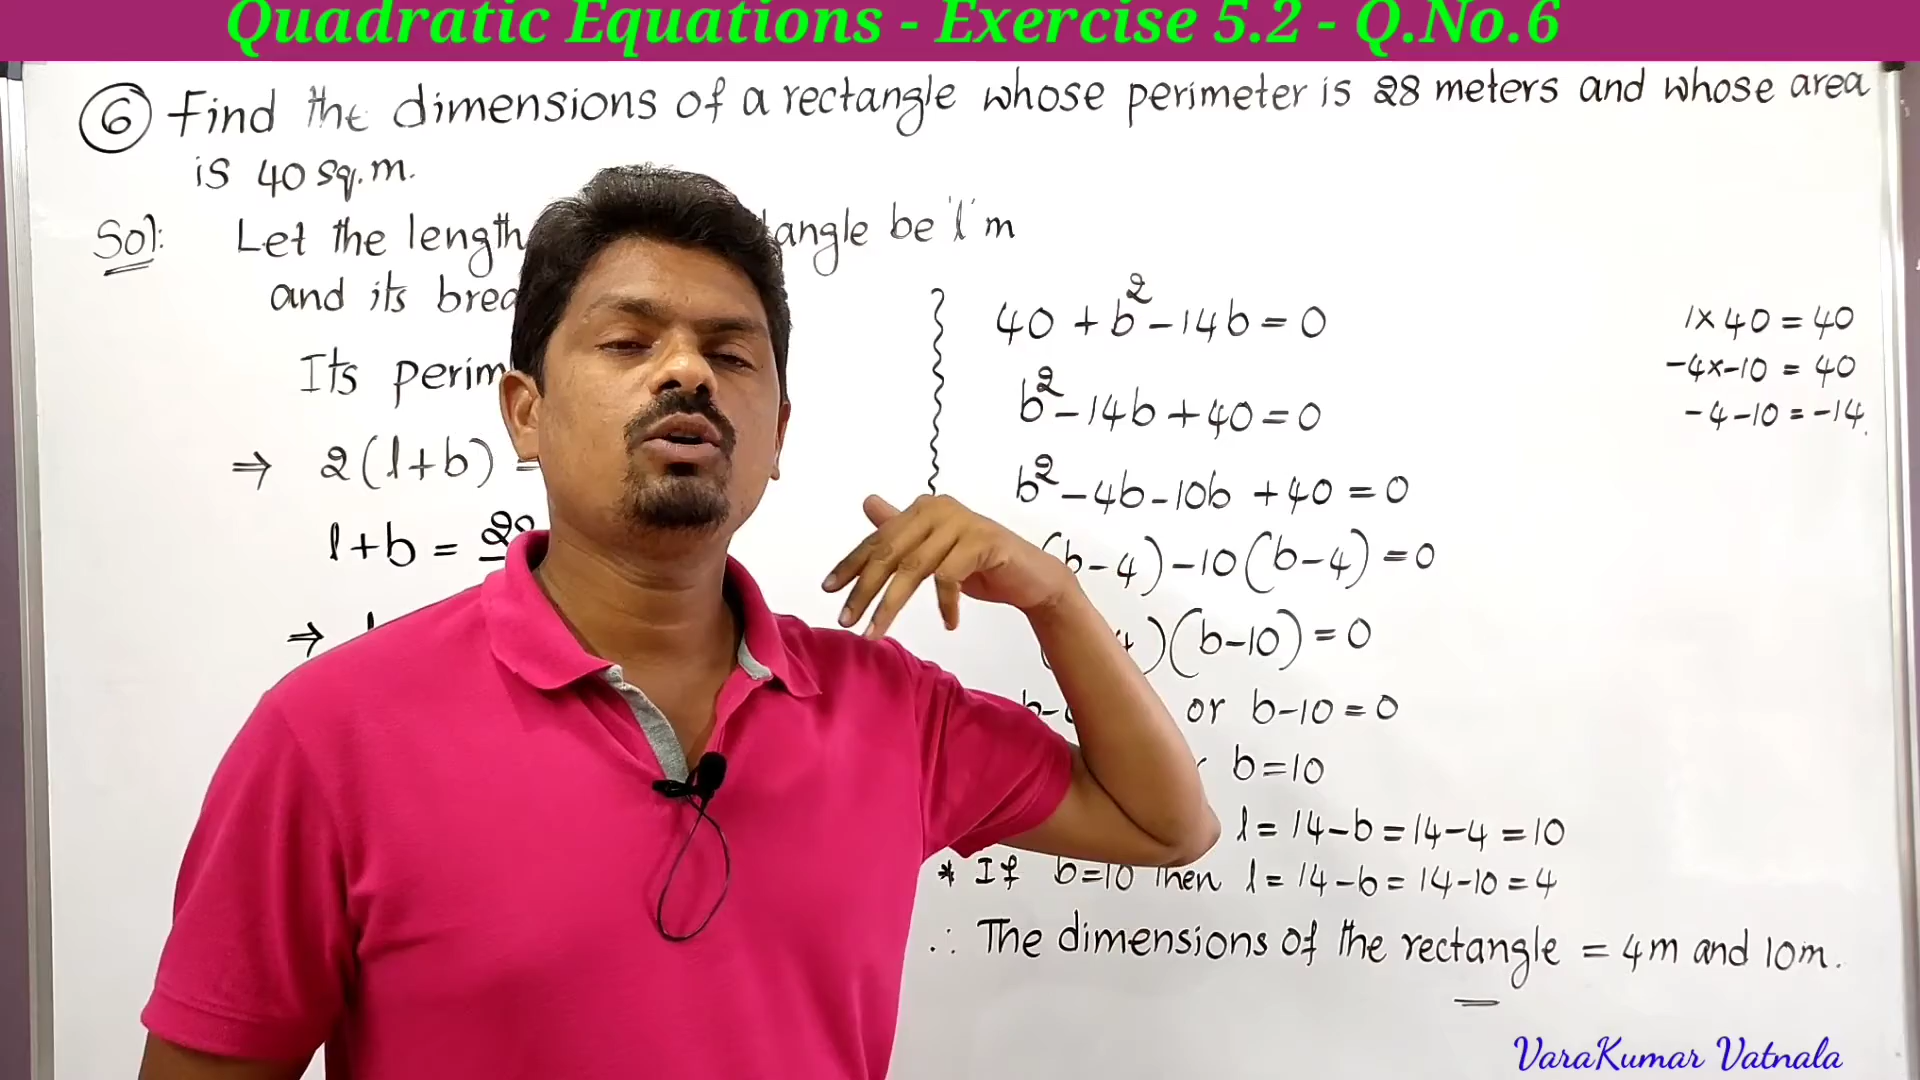 Quadratic Equations - Exercise 5.2 - Q.No.6
6 Find the dimensions of a rectangle whose perimeter is 28 meters and whose area
is 40 sq.m.
Sol: Let the length angle be 'l' m
and its
Its
⇒ 2(l+b) =
l+b =
⇒
40 + b² - 14b = 0
b² - 14b + 40 = 0
b² - 4b - 10b + 40 = 0
(b-4) - 10(b-4) = 0
)(b-10) = 0
or b-10 = 0
b=10
l = 14-b = 14-4 = 10
* If b=10 then l = 14-b = 14-10 = 4
∴ The dimensions of the rectangle = 4m and 10m.
1×40 = 40
-4×-10 = 40
-4-10 = -14.
VaraKumar Vatnala